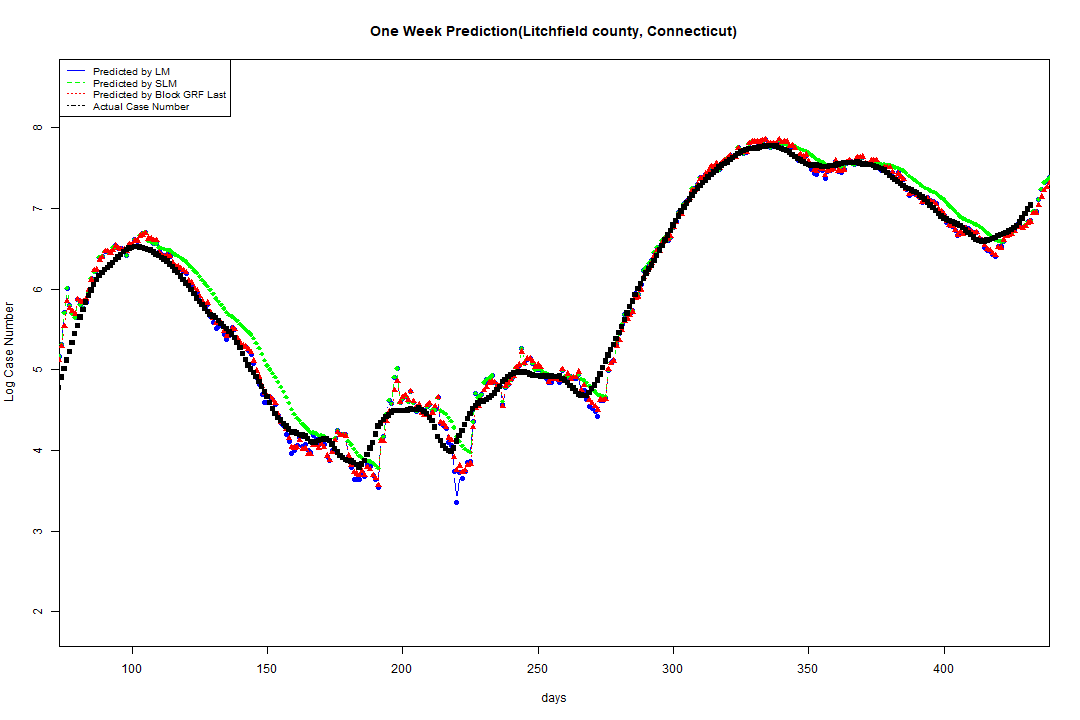 One Week Prediction(Litchfield county, Connecticut)
Predicted by LM
Predicted by SLM
Predicted by Block GRF Last
Actual Case Number
8
7
6
5
4
3
2
Log Case Number
100 150 200 250 300 350 400
days